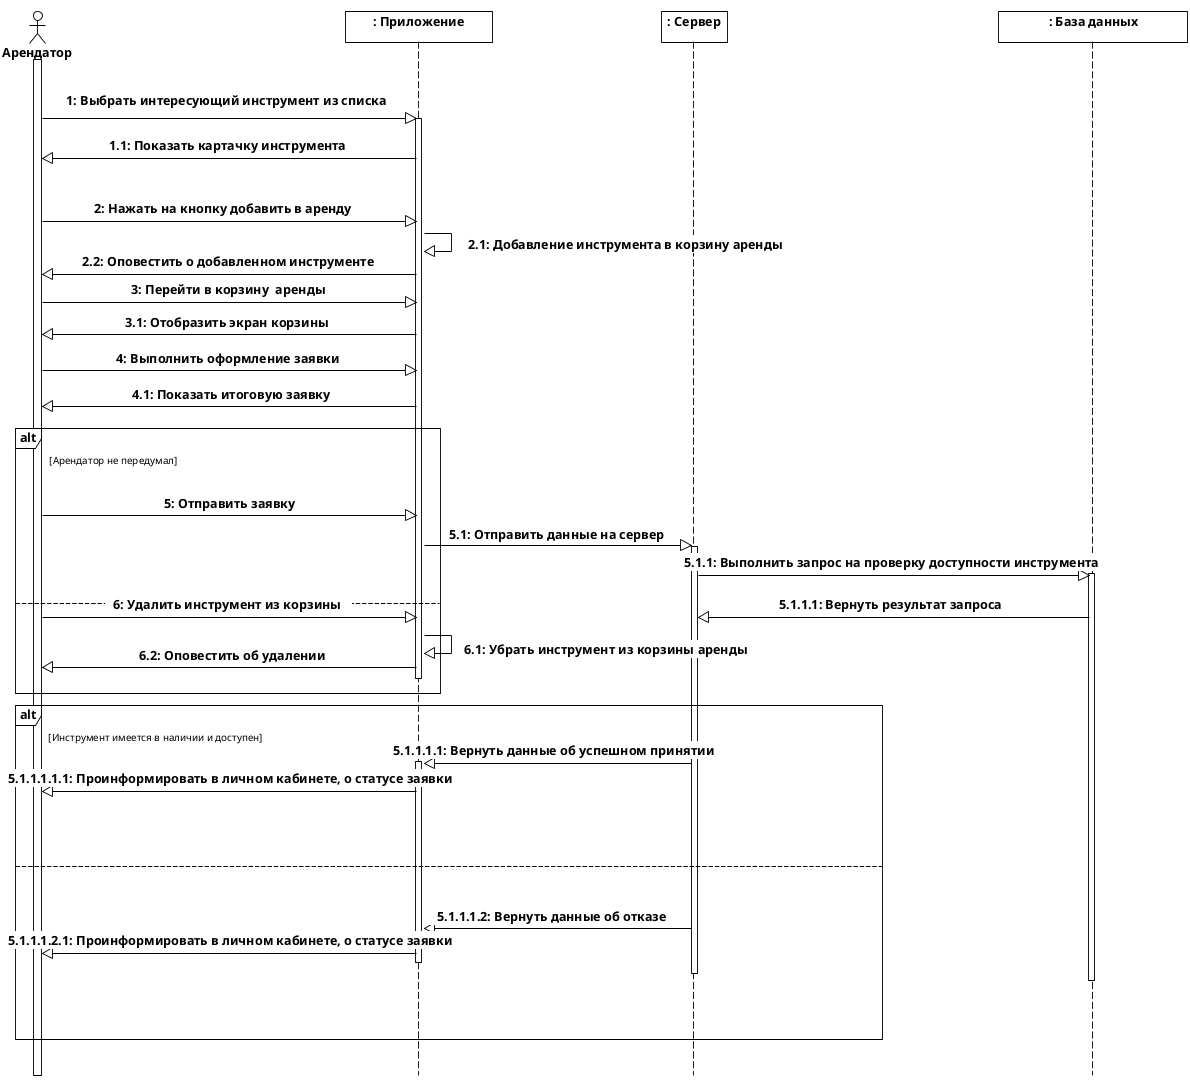 Арендатор
: Приложение
: Сервер
: База данных
1: Выбрать интересующий инструмент из списка
1.1: Показать картачку инструмента
2: Нажать на кнопку добавить в аренду
2.1: Добавление инструмента в корзину аренды
2.2: Оповестить о добавленном инструменте
3: Перейти в корзину  аренды
3.1: Отобразить экран корзины
4: Выполнить оформление заявки
4.1: Показать итоговую заявку
alt
[Арендатор не передумал]
5: Отправить заявку
5.1: Отправить данные на сервер
5.1.1: Выполнить запрос на проверку доступности инструмента
6: Удалить инструмент из корзины
5.1.1.1: Вернуть результат запроса
6.1: Убрать инструмент из корзины аренды
6.2: Оповестить об удалении
alt
[Инструмент имеется в наличии и доступен]
5.1.1.1.1: Вернуть данные об успешном принятии
5.1.1.1.1.1: Проинформировать в личном кабинете, о статусе заявки
5.1.1.1.2: Вернуть данные об отказе
5.1.1.1.2.1: Проинформировать в личном кабинете, о статусе заявки